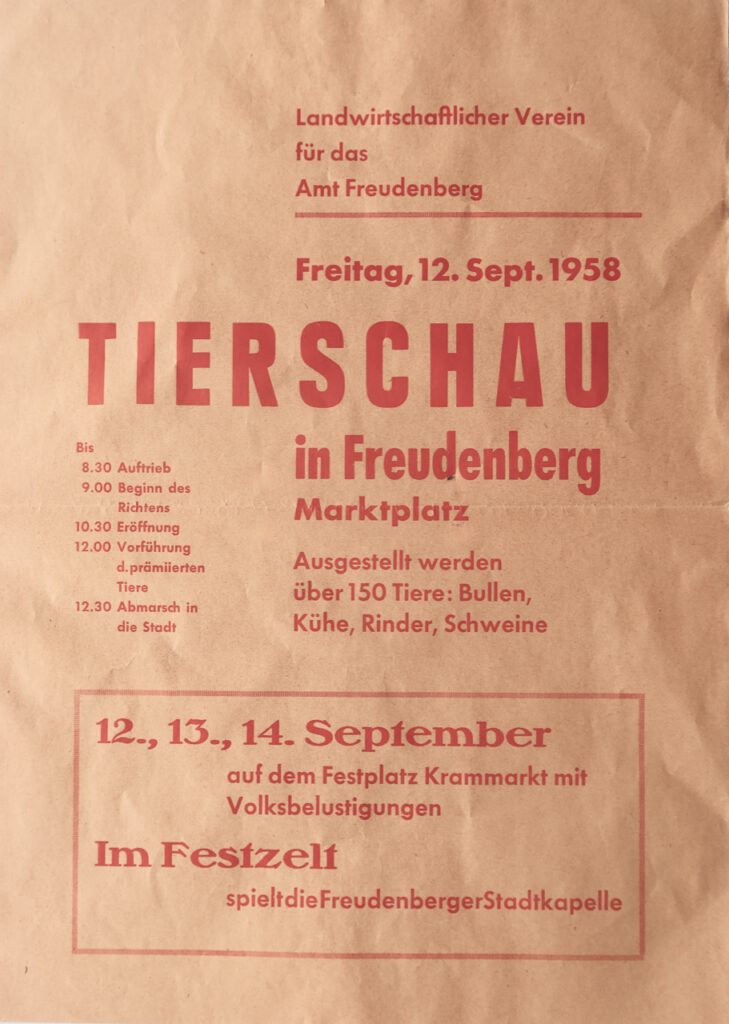 Landwirtschaftlicher Verein
für das
Amt Freudenberg
Freitag, 12. Sept. 1958
TIERSCHAU
in Freudenberg
Marktplatz
Bis
8.30 Auftrieb
9.00 Beginn des
Richtens
10.30 Eröffnung
12.00 Vorführung
d.prämiierten
Tiere
12.30 Abmarsch in
die Stadt
Ausgestellt werden
über 150 Tiere: Bullen,
Kühe, Rinder, Schweine
12., 13., 14. September
auf dem Festplatz Krammarkt mit
Volksbelustigungen
Im Festzelt
spieltdieFreudenbergerStadtkapelle